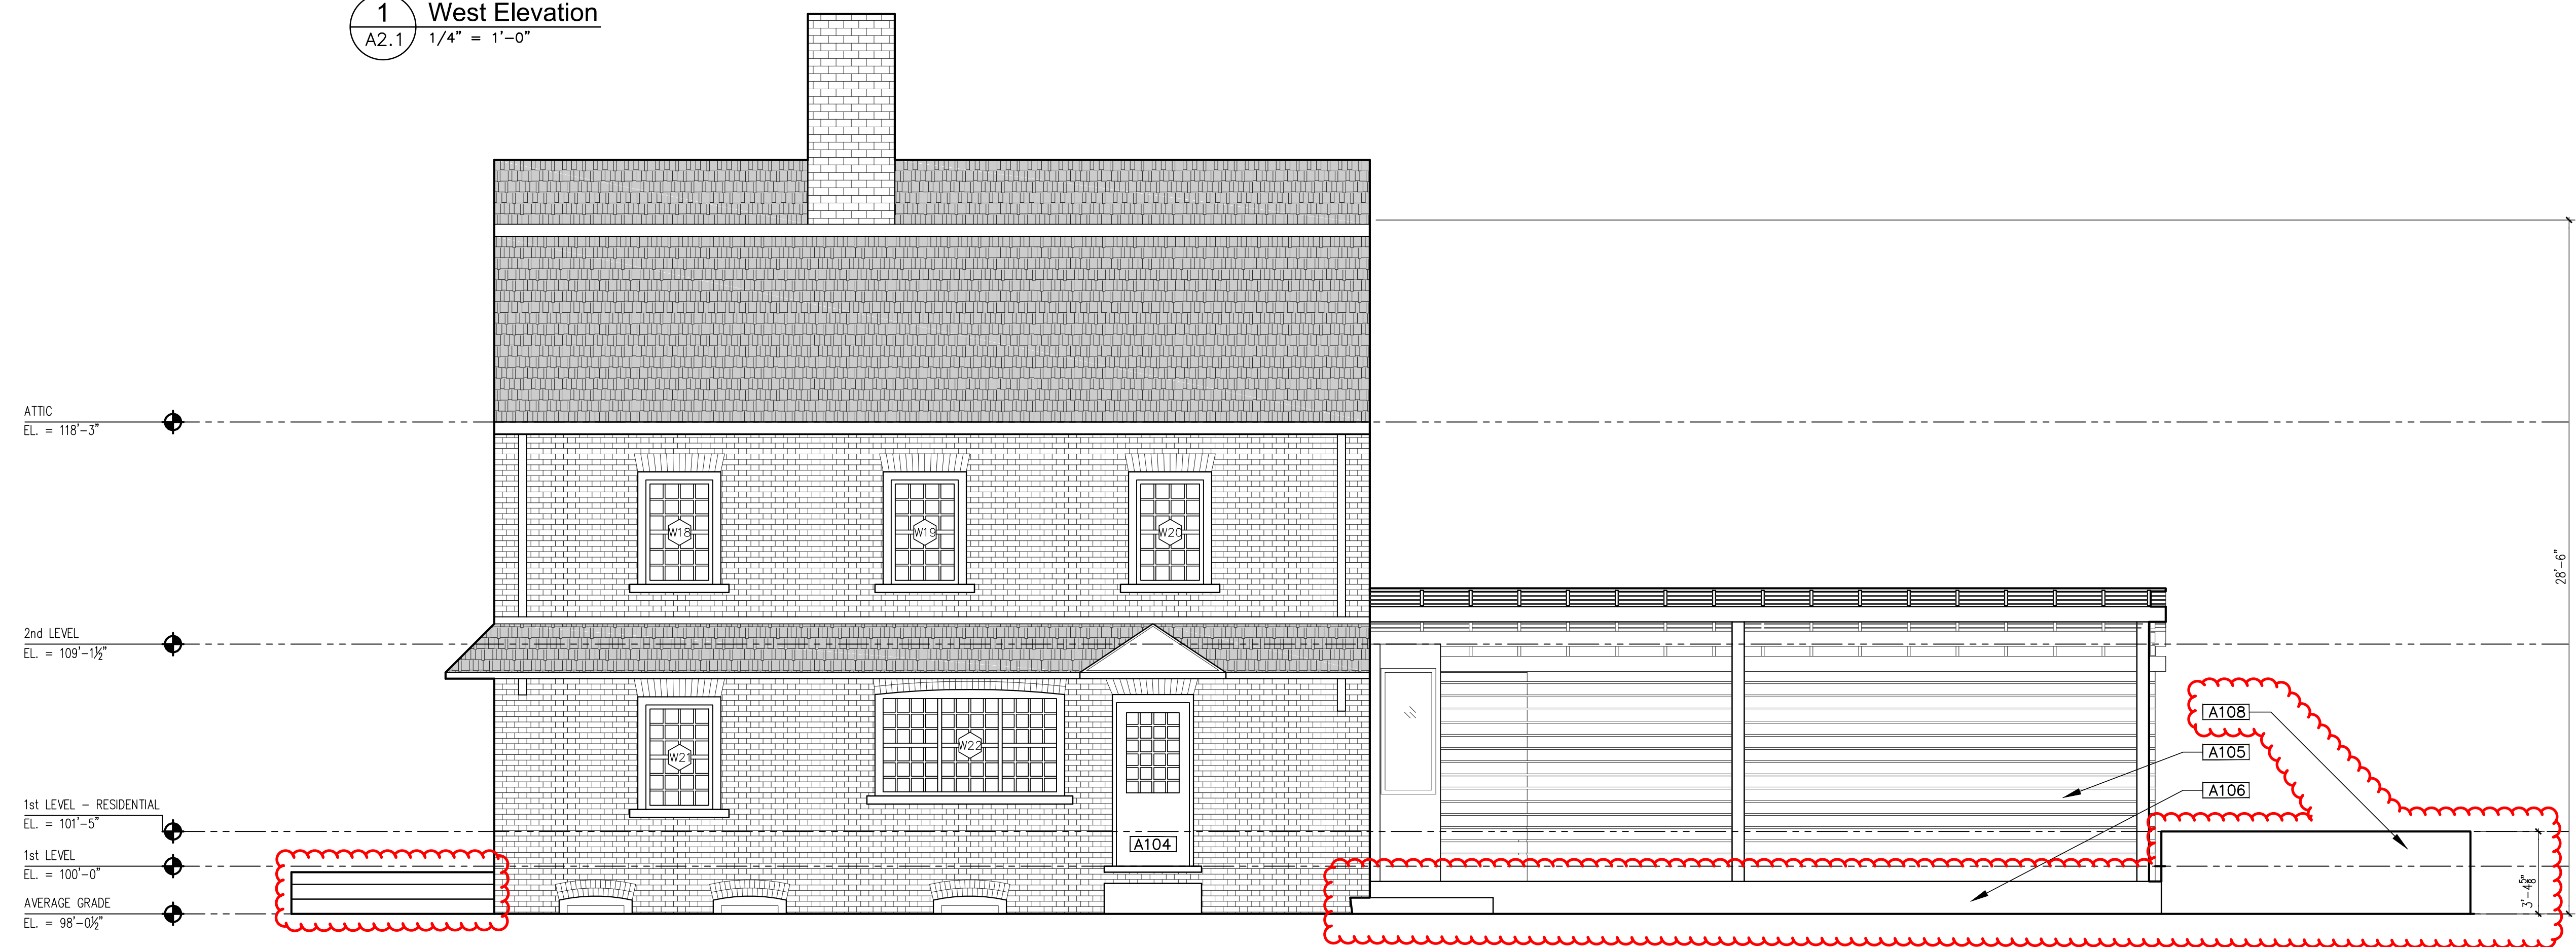 1 West Elevation
A2.1 1/4" = 1'-0"
ATTIC
EL. = 118'-3"
W18 W19 W20
28'-6"
2nd LEVEL
EL. = 109'-1½"
A108
W21 W22
A105
A106
1st LEVEL - RESIDENTIAL
EL. = 101'-5"
A104
1st LEVEL
EL. = 100'-0"
3'-4⅝"
AVERAGE GRADE
EL. = 98'-0½"